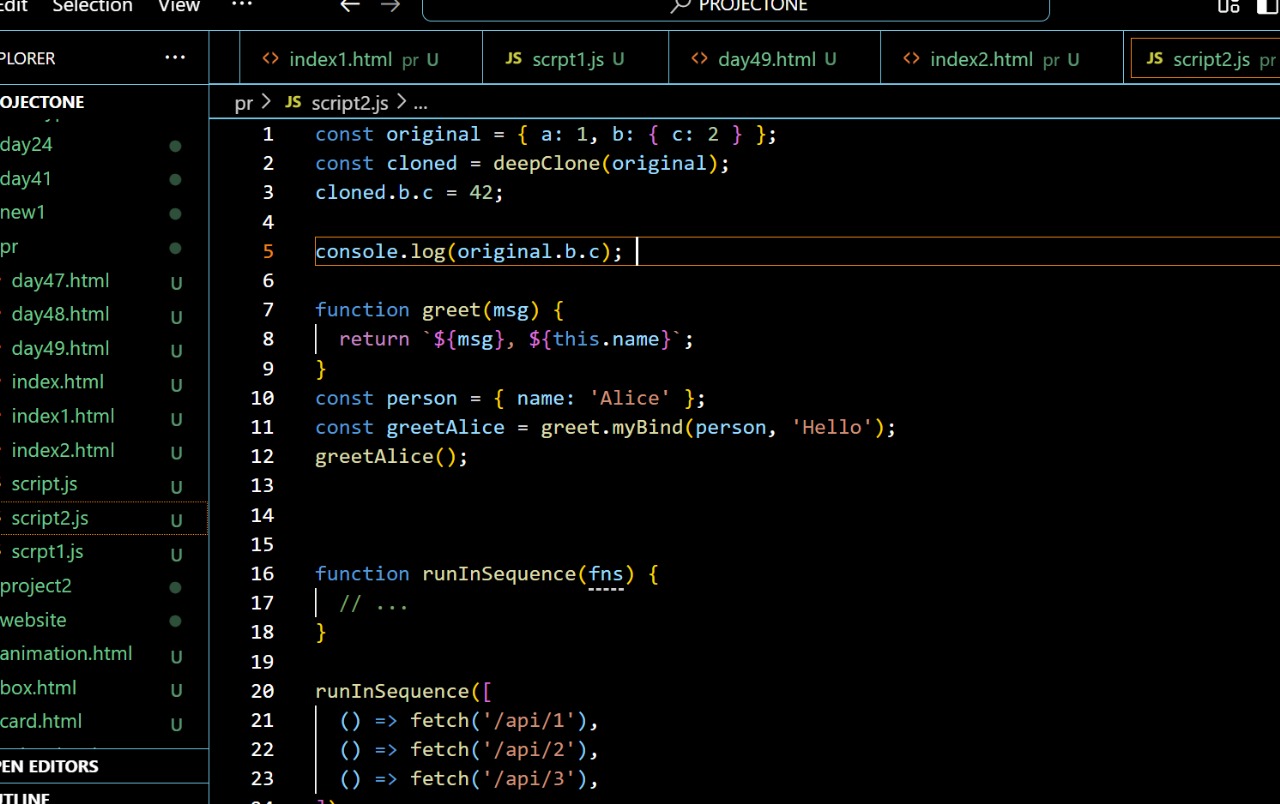 Edit Selection View ... PROJECTONE
index1.html pr U JS scrpt1.js U day49.html U index2.html pr U JS script2.js pr
PLORER ...
pr > JS script2.js > ...
OJECTONE
day24
day41
new1
pr
day47.html U
day48.html U
day49.html U
index.html U
index1.html U
index2.html U
script.js U
script2.js U
scrpt1.js U
project2
website
animation.html U
box.html U
card.html U
PEN EDITORS
UTLINE
1 const original = { a: 1, b: { c: 2 } };
2 const cloned = deepClone(original);
3 cloned.b.c = 42;
4
5 console.log(original.b.c);
6
7 function greet(msg) {
8 return `${msg}, ${this.name}`;
9 }
10 const person = { name: 'Alice' };
11 const greetAlice = greet.myBind(person, 'Hello');
12 greetAlice();
13
14
15
16 function runInSequence(fns) {
17 // ...
18 }
19
20 runInSequence([
21 () => fetch('/api/1'),
22 () => fetch('/api/2'),
23 () => fetch('/api/3'),